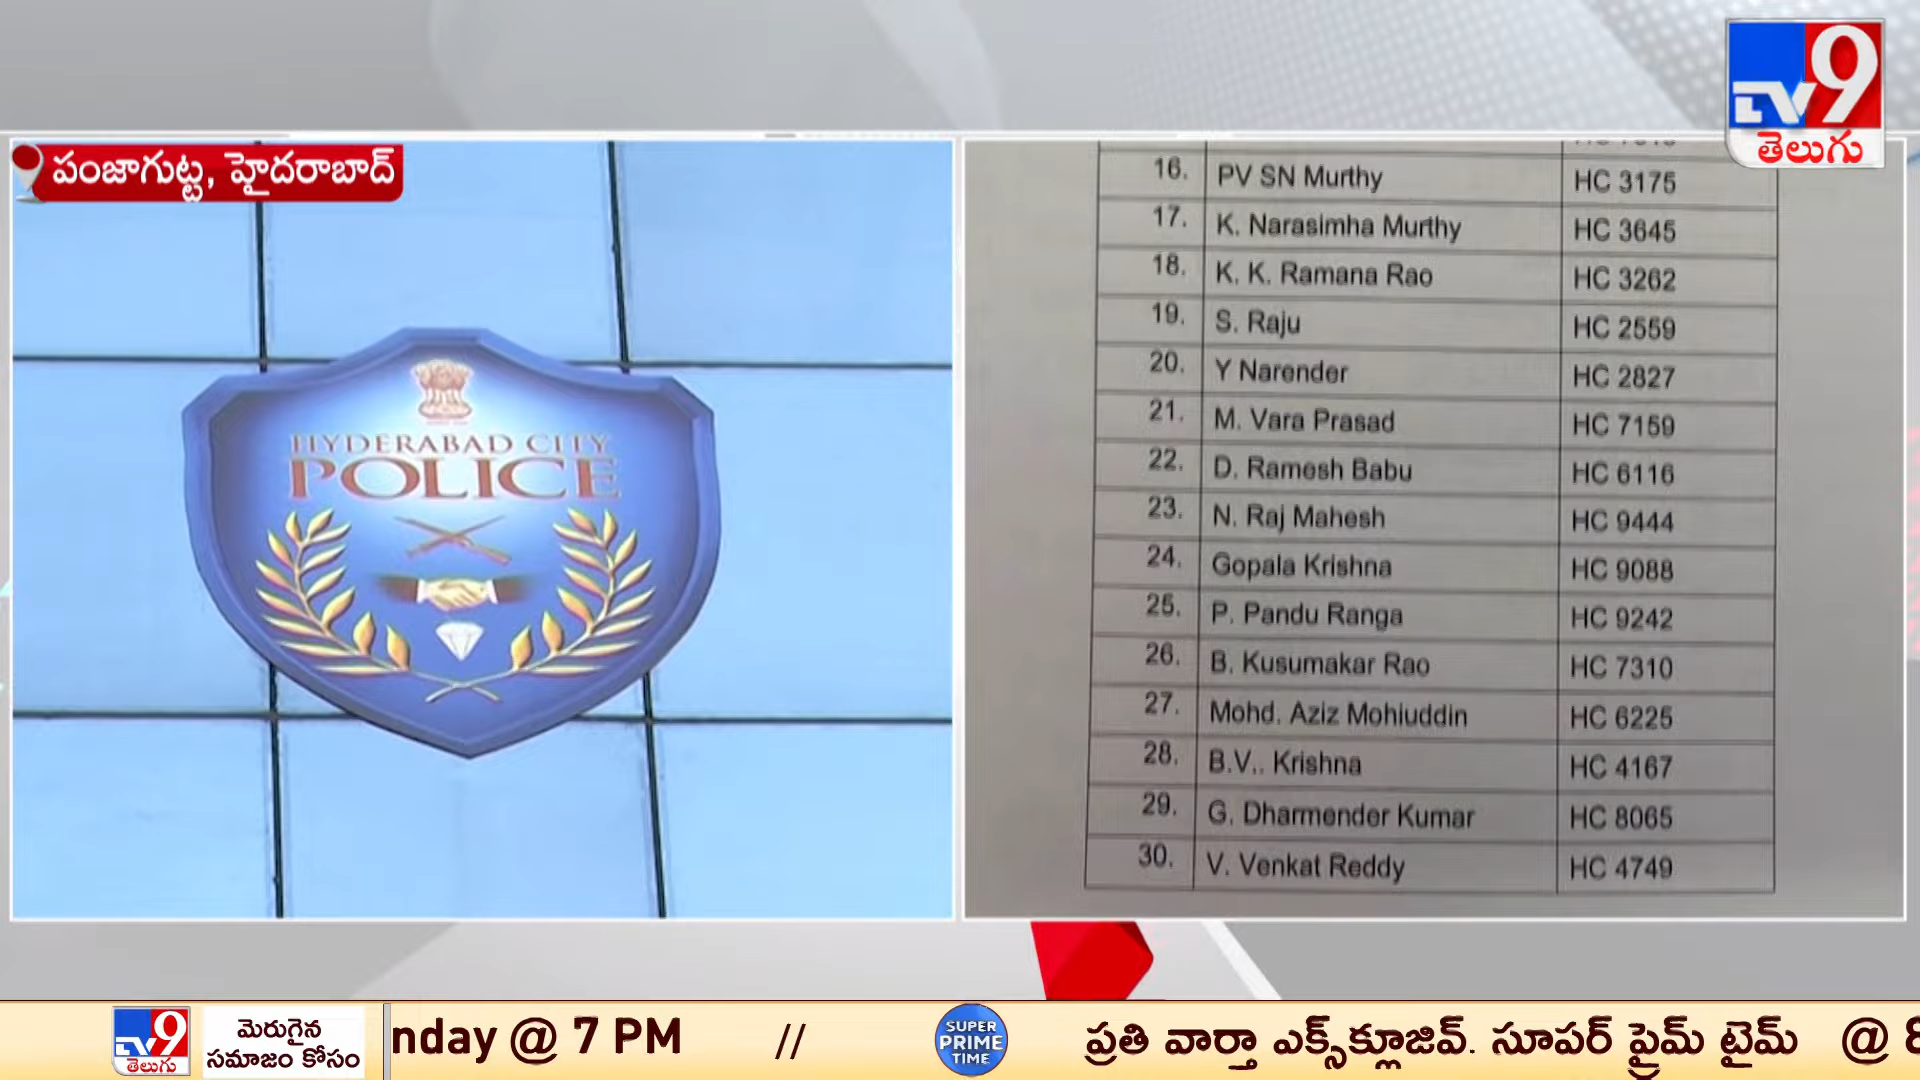 TV9
తెలుగు
పంజాగుట్ట, హైదరాబాద్
HYDERABAD CITY
POLICE
16. PV SN Murthy HC 3175
17. K. Narasimha Murthy HC 3645
18. K. K. Ramana Rao HC 3262
19. S. Raju HC 2559
20. Y Narender HC 2827
21. M. Vara Prasad HC 7159
22. D. Ramesh Babu HC 6116
23. N. Raj Mahesh HC 9444
24. Gopala Krishna HC 9088
25. P. Pandu Ranga HC 9242
26. B. Kusumakar Rao HC 7310
27. Mohd. Aziz Mohiuddin HC 6225
28. B.V.. Krishna HC 4167
29. G. Dharmender Kumar HC 8065
30. V. Venkat Reddy HC 4749
TV9
తెలుగు
మెరుగైన
సమాజం కోసం
nday @ 7 PM // SUPER PRIME TIME ప్రతి వార్తా ఎక్స్‌క్లూజివ్. సూపర్ ప్రైమ్ టైమ్ @ 8